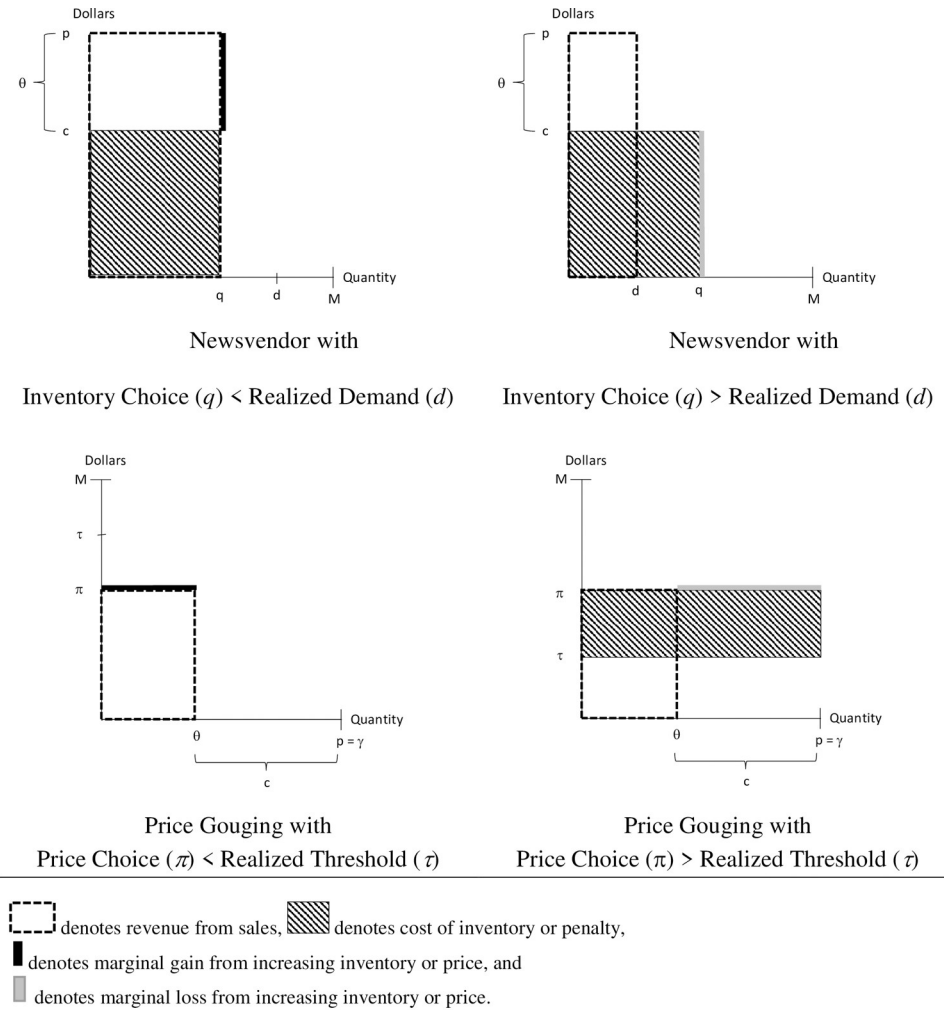 Dollars
p
θ
c
Quantity
q
d
M
Newsvendor with
Inventory Choice (q) < Realized Demand (d)
Dollars
p
θ
c
Quantity
d
q
M
Newsvendor with
Inventory Choice (q) > Realized Demand (d)
Dollars
M
τ
π
Quantity
θ
p = γ
c
Price Gouging with
Price Choice (π) < Realized Threshold (τ)
Dollars
M
π
τ
Quantity
θ
p = γ
c
Price Gouging with
Price Choice (π) > Realized Threshold (τ)
denotes revenue from sales, denotes cost of inventory or penalty,
denotes marginal gain from increasing inventory or price, and
denotes marginal loss from increasing inventory or price.